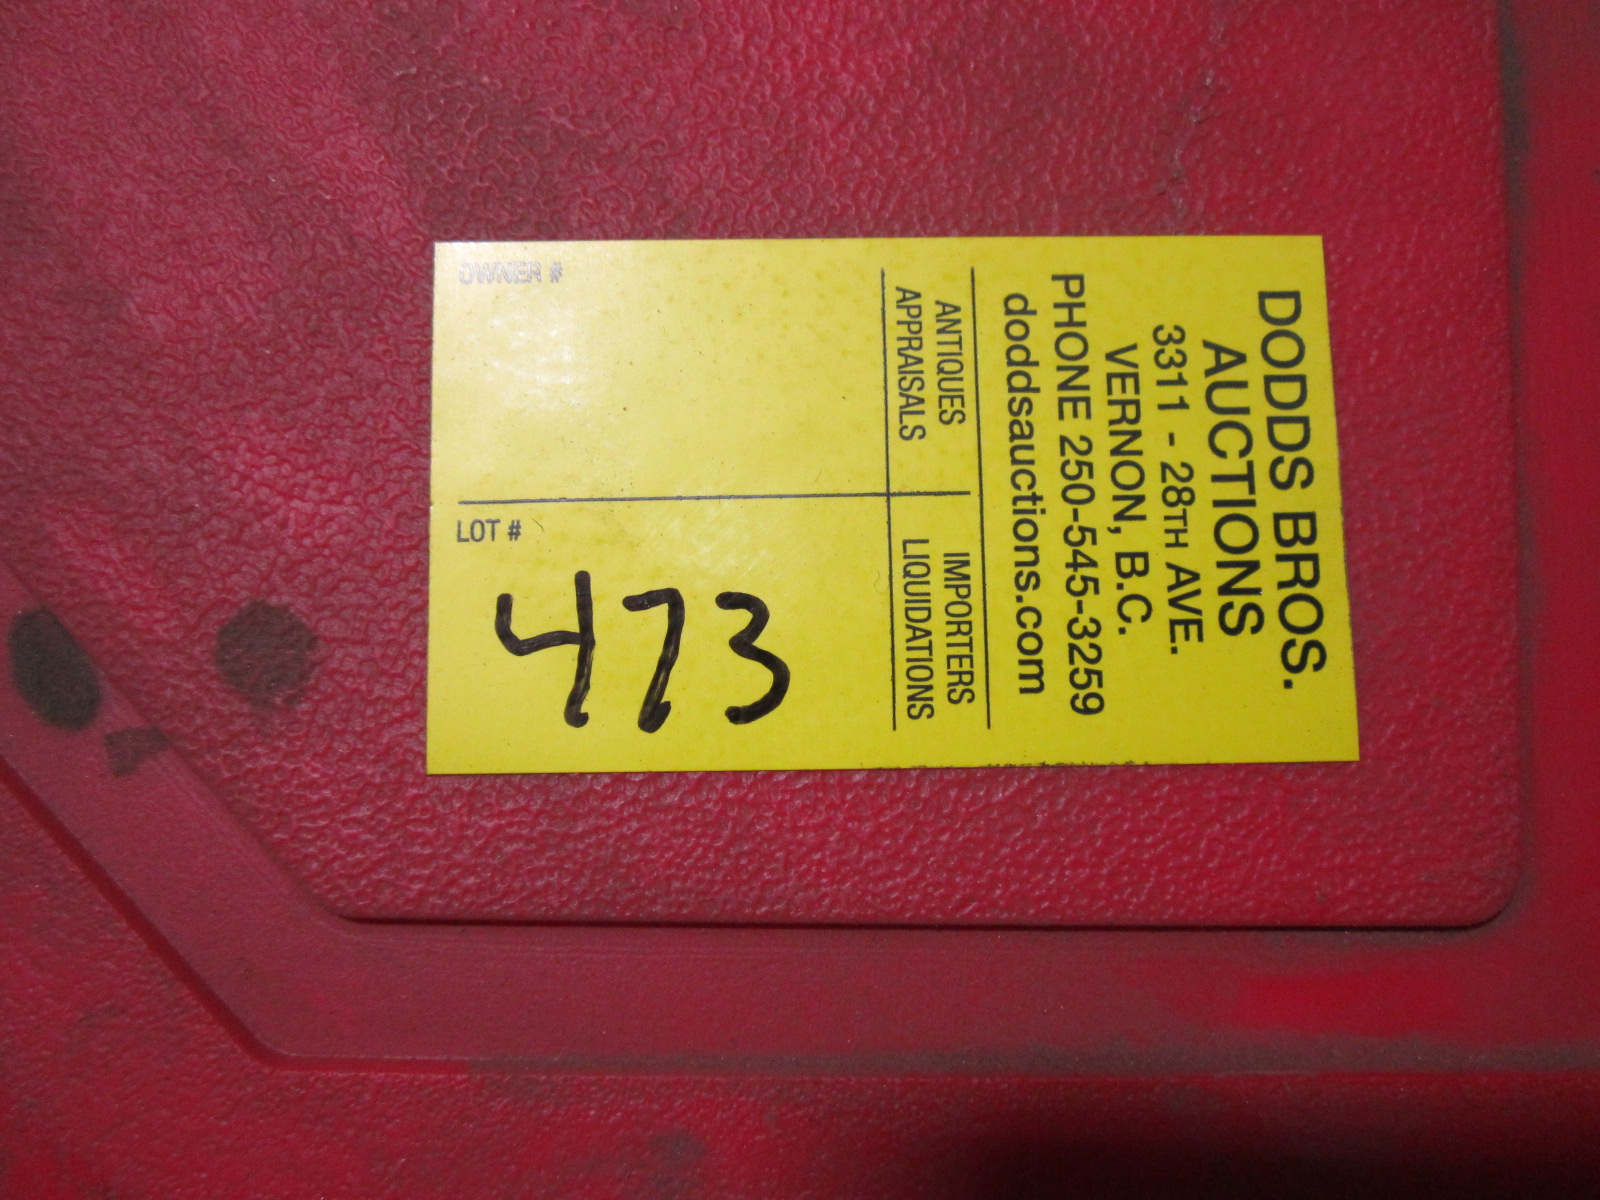 DODDS BROS.
AUCTIONS
3311 - 28TH AVE.
VERNON, B.C.
PHONE 250-545-3259
doddsauctions.com
ANTIQUES
APPRAISALS
IMPORTERS
LIQUIDATIONS
OWNER #
LOT #
473